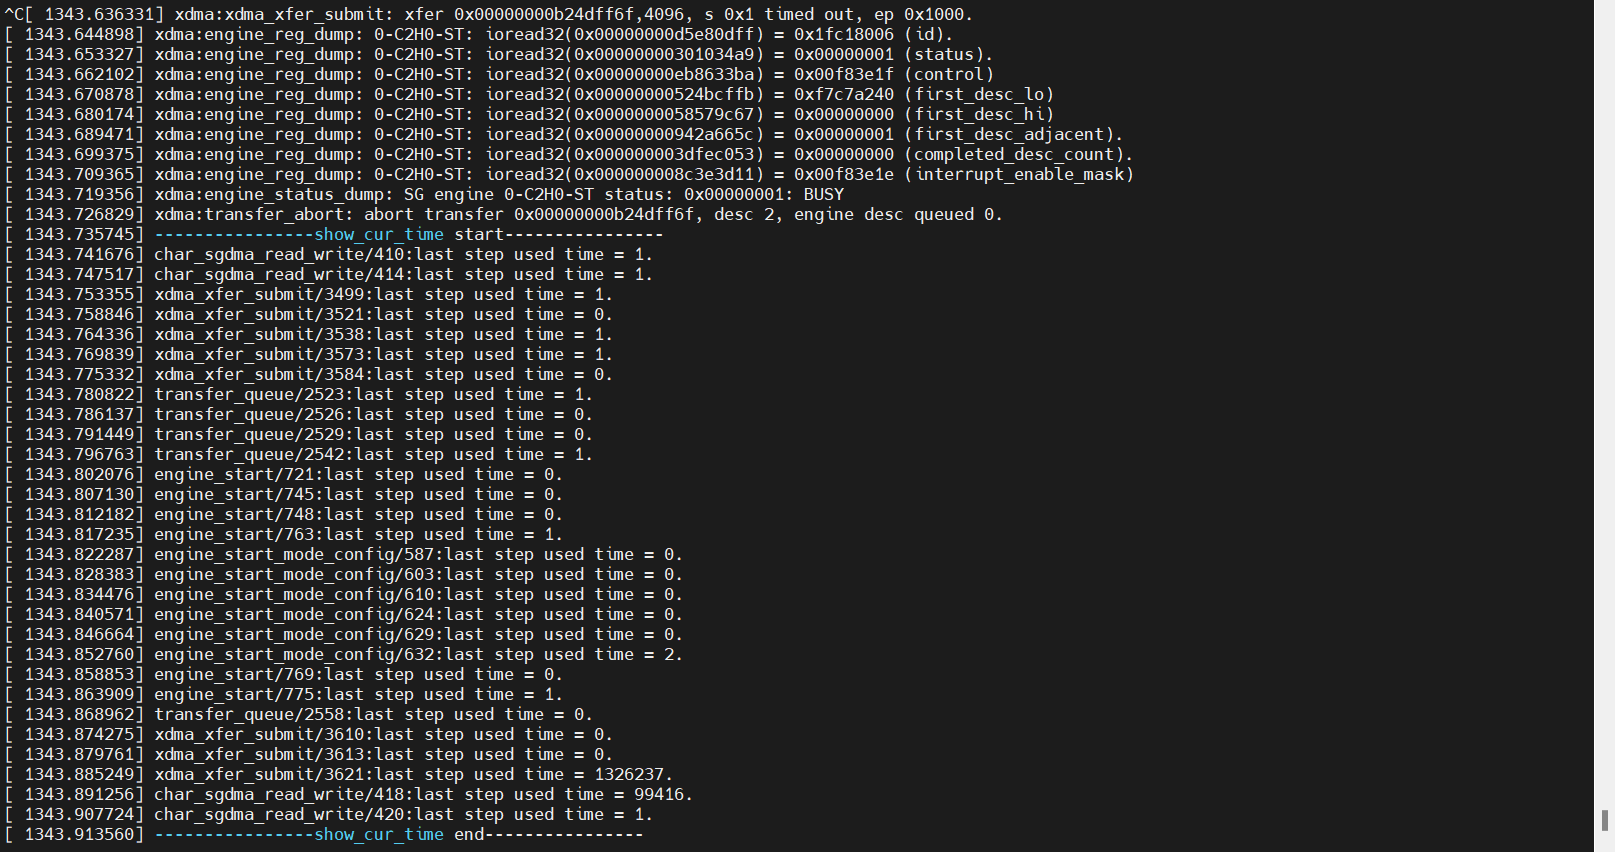 ^C[ 1343.636331] xdma:xdma_xfer_submit: xfer 0x00000000b24dff6f,4096, s 0x1 timed out, ep 0x1000.
[ 1343.644898] xdma:engine_reg_dump: 0-C2H0-ST: ioread32(0x00000000d5e80dff) = 0x1fc18006 (id).
[ 1343.653327] xdma:engine_reg_dump: 0-C2H0-ST: ioread32(0x00000000301034a9) = 0x00000001 (status).
[ 1343.662102] xdma:engine_reg_dump: 0-C2H0-ST: ioread32(0x00000000eb8633ba) = 0x00f83e1f (control)
[ 1343.670878] xdma:engine_reg_dump: 0-C2H0-ST: ioread32(0x00000000524bcffb) = 0xf7c7a240 (first_desc_lo)
[ 1343.680174] xdma:engine_reg_dump: 0-C2H0-ST: ioread32(0x0000000058579c67) = 0x00000000 (first_desc_hi)
[ 1343.689471] xdma:engine_reg_dump: 0-C2H0-ST: ioread32(0x00000000942a665c) = 0x00000001 (first_desc_adjacent).
[ 1343.699375] xdma:engine_reg_dump: 0-C2H0-ST: ioread32(0x000000003dfec053) = 0x00000000 (completed_desc_count).
[ 1343.709365] xdma:engine_reg_dump: 0-C2H0-ST: ioread32(0x000000008c3e3d11) = 0x00f83e1e (interrupt_enable_mask)
[ 1343.719356] xdma:engine_status_dump: SG engine 0-C2H0-ST status: 0x00000001: BUSY
[ 1343.726829] xdma:transfer_abort: abort transfer 0x00000000b24dff6f, desc 2, engine desc queued 0.
[ 1343.735745] ----------------show_cur_time start----------------
[ 1343.741676] char_sgdma_read_write/410:last step used time = 1.
[ 1343.747517] char_sgdma_read_write/414:last step used time = 1.
[ 1343.753355] xdma_xfer_submit/3499:last step used time = 1.
[ 1343.758846] xdma_xfer_submit/3521:last step used time = 0.
[ 1343.764336] xdma_xfer_submit/3538:last step used time = 1.
[ 1343.769839] xdma_xfer_submit/3573:last step used time = 1.
[ 1343.775332] xdma_xfer_submit/3584:last step used time = 0.
[ 1343.780822] transfer_queue/2523:last step used time = 1.
[ 1343.786137] transfer_queue/2526:last step used time = 0.
[ 1343.791449] transfer_queue/2529:last step used time = 0.
[ 1343.796763] transfer_queue/2542:last step used time = 1.
[ 1343.802076] engine_start/721:last step used time = 0.
[ 1343.807130] engine_start/745:last step used time = 0.
[ 1343.812182] engine_start/748:last step used time = 0.
[ 1343.817235] engine_start/763:last step used time = 1.
[ 1343.822287] engine_start_mode_config/587:last step used time = 0.
[ 1343.828383] engine_start_mode_config/603:last step used time = 0.
[ 1343.834476] engine_start_mode_config/610:last step used time = 0.
[ 1343.840571] engine_start_mode_config/624:last step used time = 0.
[ 1343.846664] engine_start_mode_config/629:last step used time = 0.
[ 1343.852760] engine_start_mode_config/632:last step used time = 2.
[ 1343.858853] engine_start/769:last step used time = 0.
[ 1343.863909] engine_start/775:last step used time = 1.
[ 1343.868962] transfer_queue/2558:last step used time = 0.
[ 1343.874275] xdma_xfer_submit/3610:last step used time = 0.
[ 1343.879761] xdma_xfer_submit/3613:last step used time = 0.
[ 1343.885249] xdma_xfer_submit/3621:last step used time = 1326237.
[ 1343.891256] char_sgdma_read_write/418:last step used time = 99416.
[ 1343.907724] char_sgdma_read_write/420:last step used time = 1.
[ 1343.913560] ----------------show_cur_time end----------------